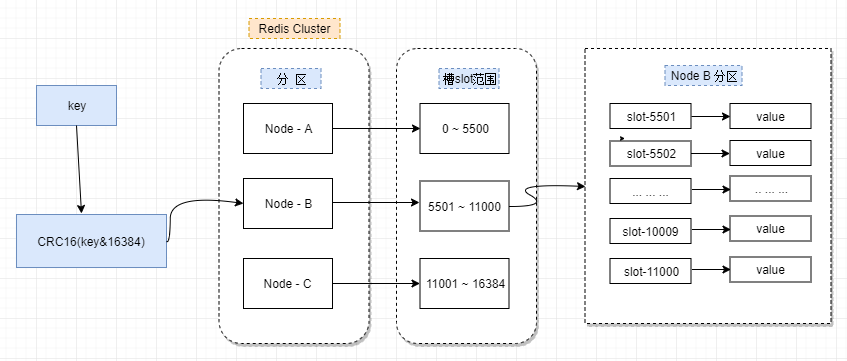 Redis Cluster
key
CRC16(key&16384)
分 区
Node - A
Node - B
Node - C
槽slot范围
0 ~ 5500
5501 ~ 11000
11001 ~ 16384
Node B 分区
slot-5501
value
slot-5502
value
... ... ...
.. ... ...
slot-10009
value
slot-11000
value